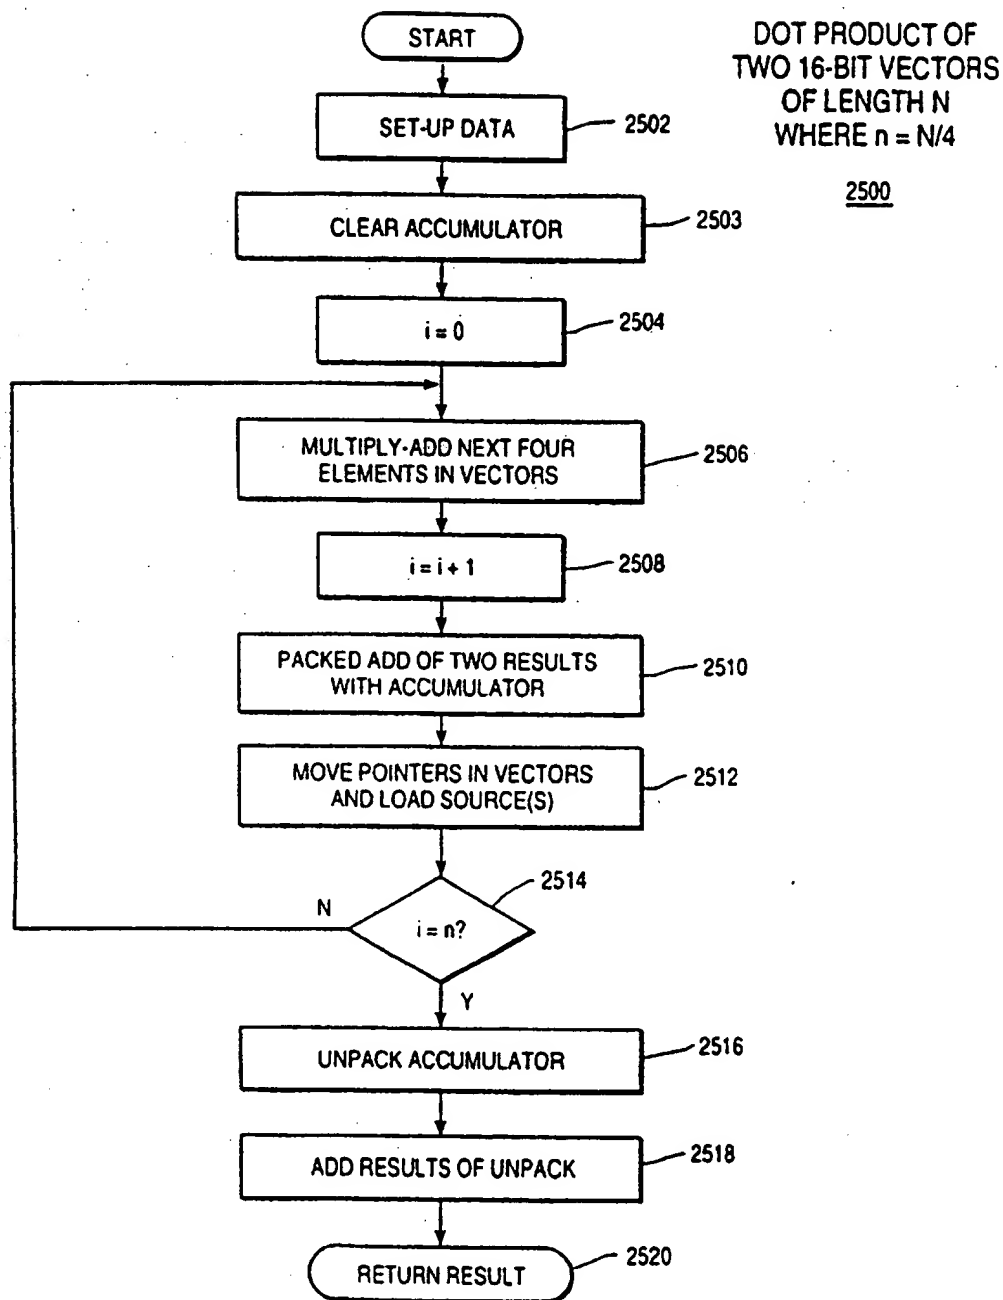 START
DOT PRODUCT OF
TWO 16-BIT VECTORS
OF LENGTH N
WHERE n = N/4
2500
SET-UP DATA
2502
CLEAR ACCUMULATOR
2503
i = 0
2504
MULTIPLY-ADD NEXT FOUR
ELEMENTS IN VECTORS
2506
i = i + 1
2508
PACKED ADD OF TWO RESULTS
WITH ACCUMULATOR
2510
MOVE POINTERS IN VECTORS
AND LOAD SOURCE(S)
2512
2514
N
i = n?
Y
UNPACK ACCUMULATOR
2516
ADD RESULTS OF UNPACK
2518
RETURN RESULT
2520